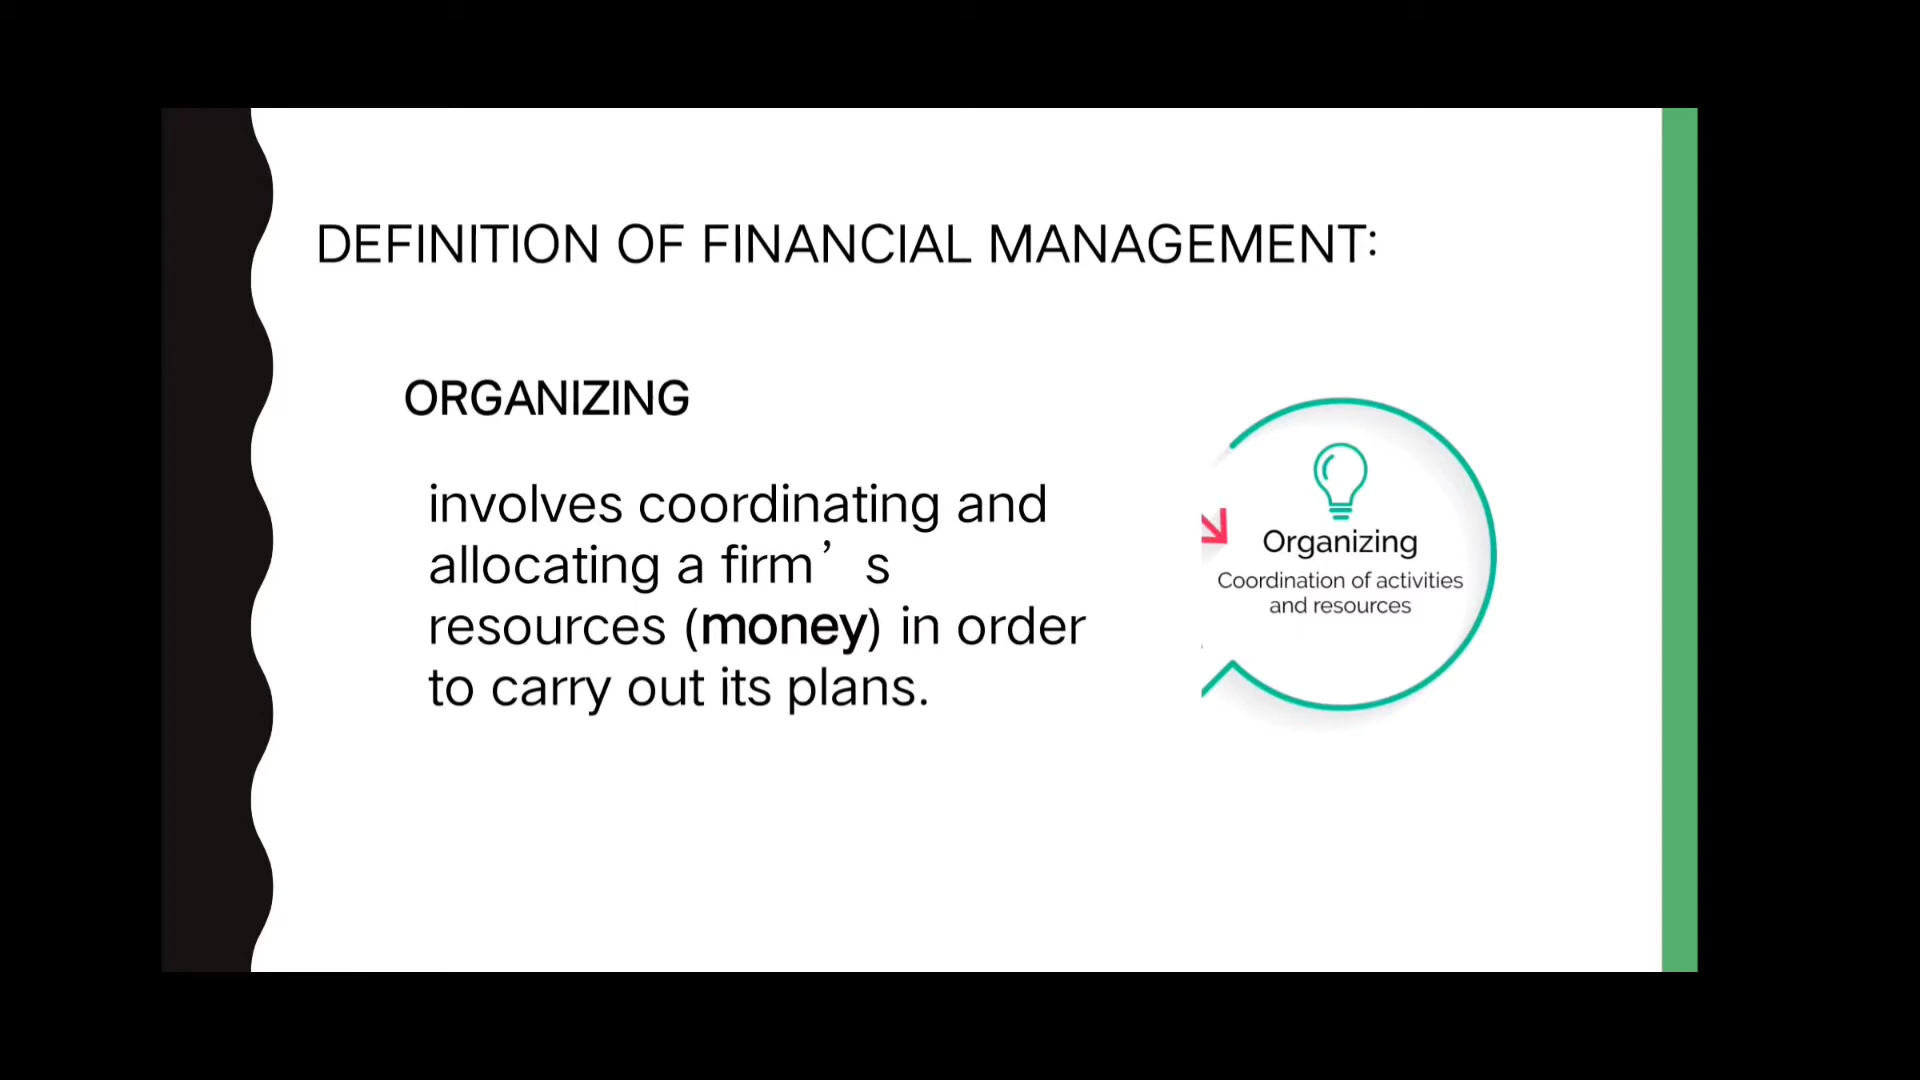 DEFINITION OF FINANCIAL MANAGEMENT:
ORGANIZING
involves coordinating and
allocating a firm’s
resources (money) in order
to carry out its plans.
Organizing
Coordination of activities
and resources